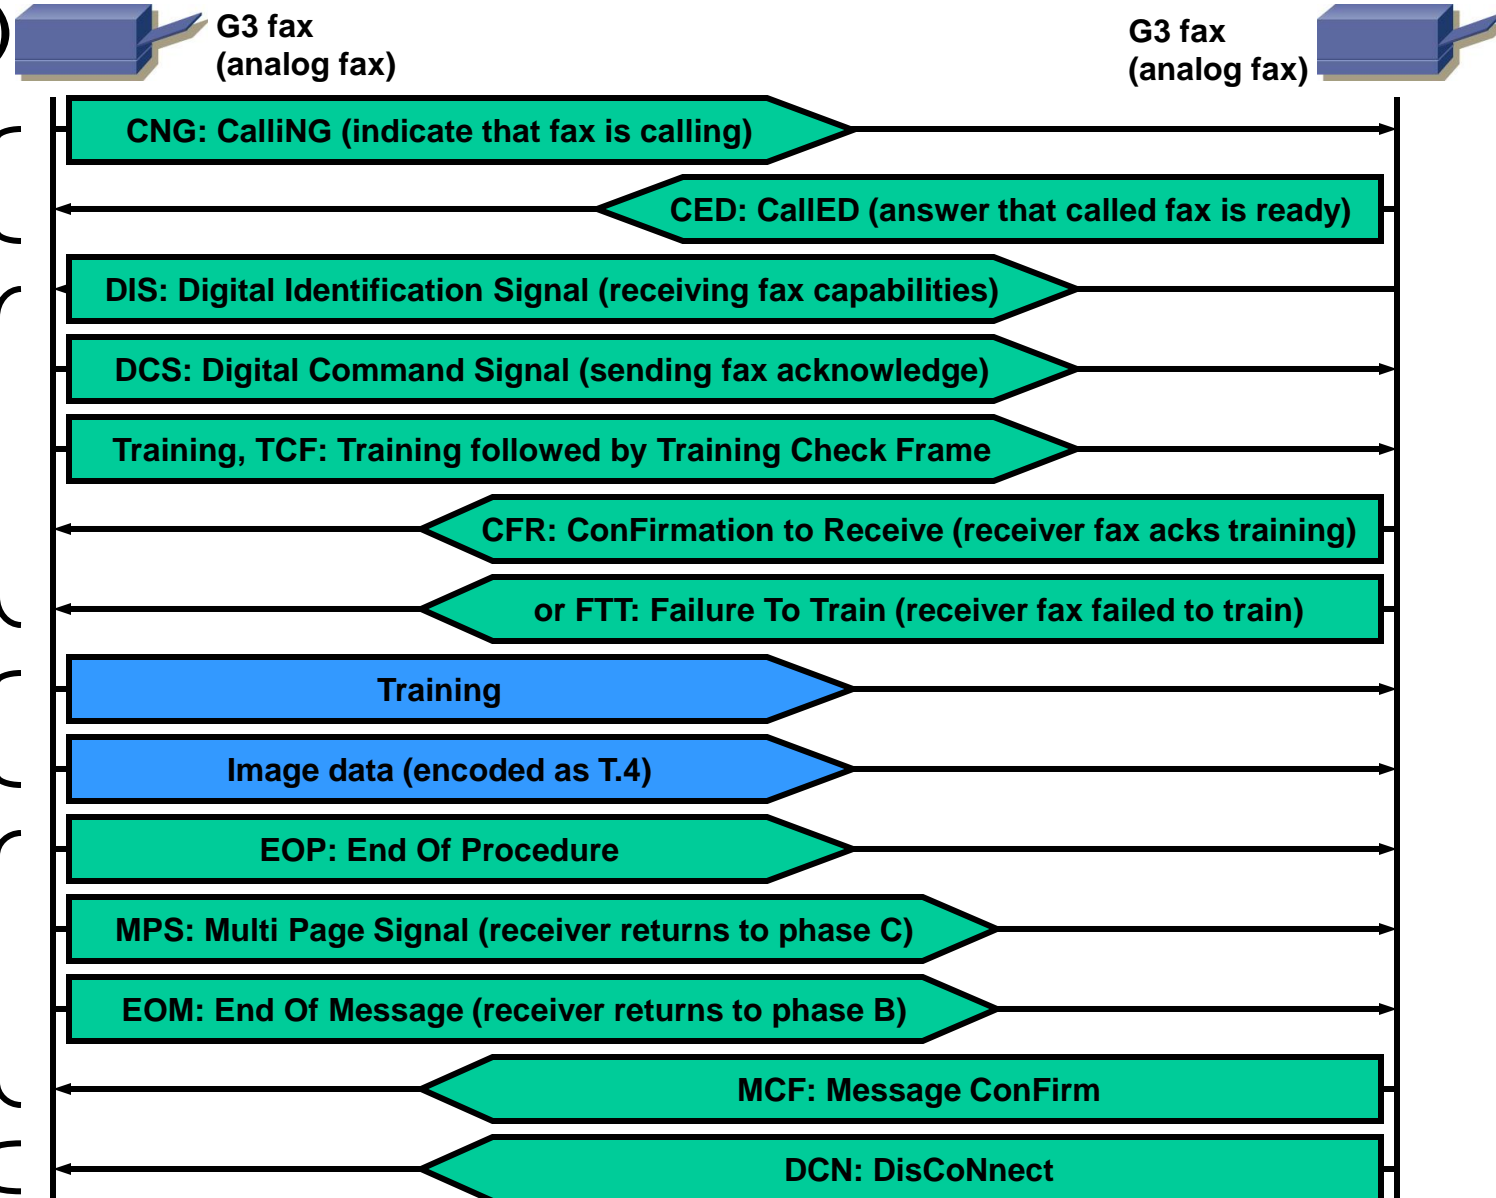 )
G3 fax
(analog fax)
G3 fax
(analog fax)
CNG: CalliNG (indicate that fax is calling)
CED: CallED (answer that called fax is ready)
DIS: Digital Identification Signal (receiving fax capabilities)
DCS: Digital Command Signal (sending fax acknowledge)
Training, TCF: Training followed by Training Check Frame
CFR: ConFirmation to Receive (receiver fax acks training)
or FTT: Failure To Train (receiver fax failed to train)
Training
Image data (encoded as T.4)
EOP: End Of Procedure
MPS: Multi Page Signal (receiver returns to phase C)
EOM: End Of Message (receiver returns to phase B)
MCF: Message ConFirm
DCN: DisCoNnect